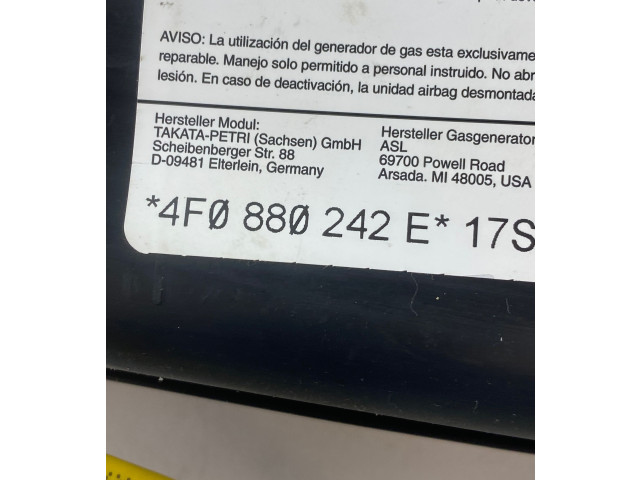 AVISO: La utilización del generador de gas esta exclusivame
reparable. Manejo solo permitido a personal instruido. No abr
lesión. En caso de deactivación, la unidad airbag desmontada
Hersteller Modul:
TAKATA-PETRI (Sachsen) GmbH
Scheibenberger Str. 88
D-09481 Elterlein, Germany
Hersteller Gasgenerator
ASL
69700 Powell Road
Arsada. MI 48005, USA
*4F0 880 242 E* 17S